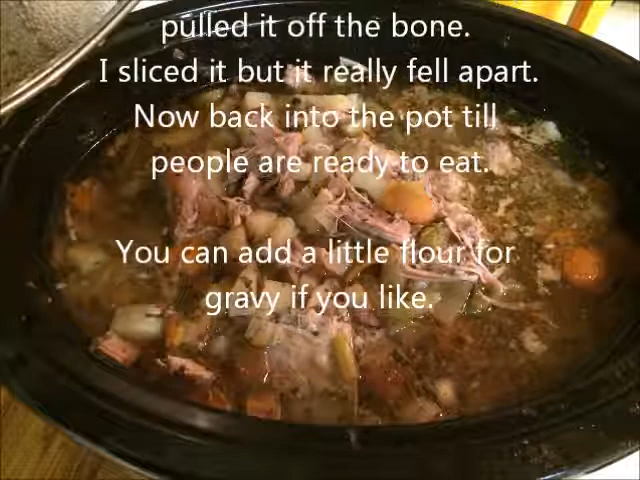 pulled it off the bone.
I sliced it but it really fell apart.
Now back into the pot till
people are ready to eat.
You can add a little flour for
gravy if you like.